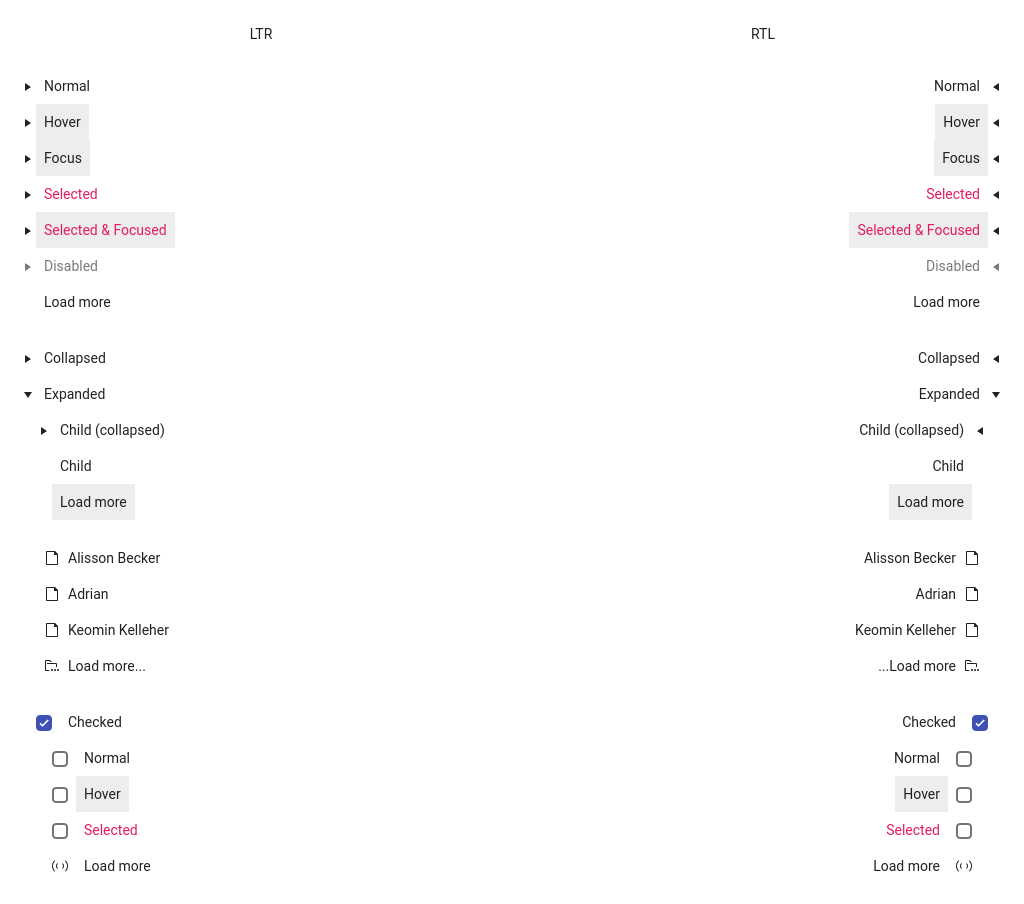 LTR
Normal
Hover
Focus
Selected
Selected & Focused
Disabled
Load more
Collapsed
Expanded
Child (collapsed)
Child
Load more
Alisson Becker
Adrian
Keomin Kelleher
Load more...
Checked
Normal
Hover
Selected
Load more
RTL
Normal
Hover
Focus
Selected
Selected & Focused
Disabled
Load more
Collapsed
Expanded
Child (collapsed)
Child
Load more
Alisson Becker
Adrian
Keomin Kelleher
...Load more
Checked
Normal
Hover
Selected
Load more